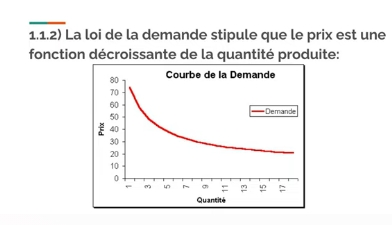 1.1.2) La loi de la demande stipule que le prix est une
fonction décroissante de la quantité produite:
Courbe de la Demande
80
70
60
50
40
30
20
10
0
Prix
Demande
1 3 5 7 9 11 13 15 17
Quantité